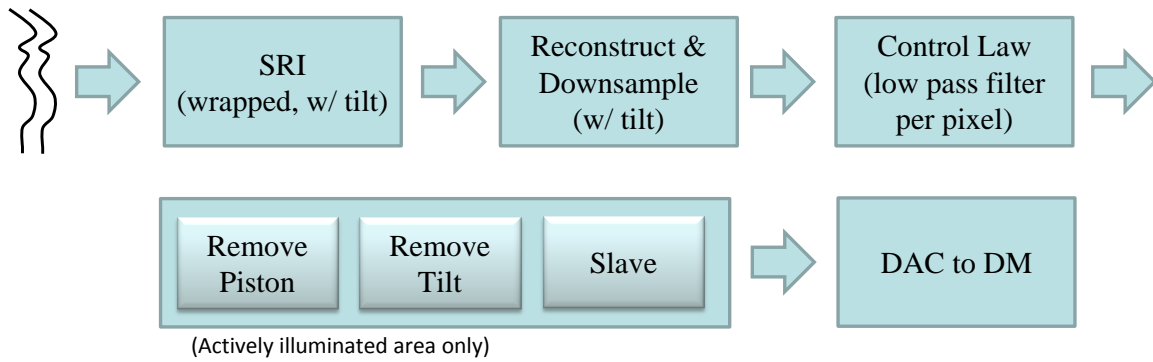 SRI
(wrapped, w/ tilt)
Reconstruct &
Downsample
(w/ tilt)
Control Law
(low pass filter
per pixel)
Remove
Piston
Remove
Tilt
Slave
DAC to DM
(Actively illuminated area only)